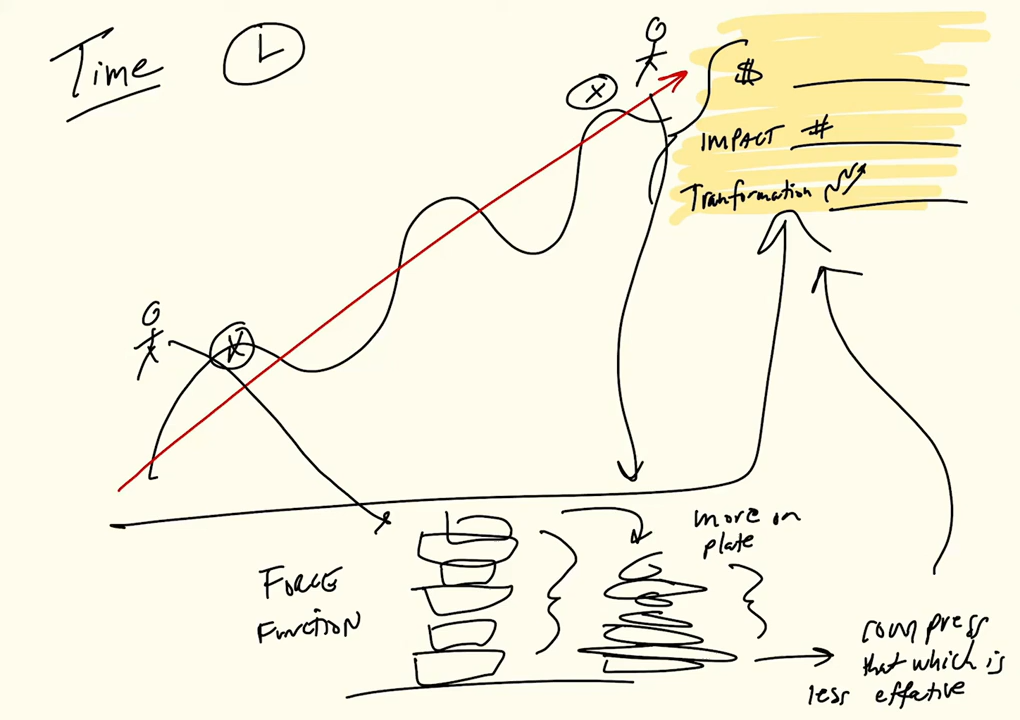 Time
$
IMPACT #
Tranformation
more on
plate
FORCE
FUNCTION
compress
that which is
less effective